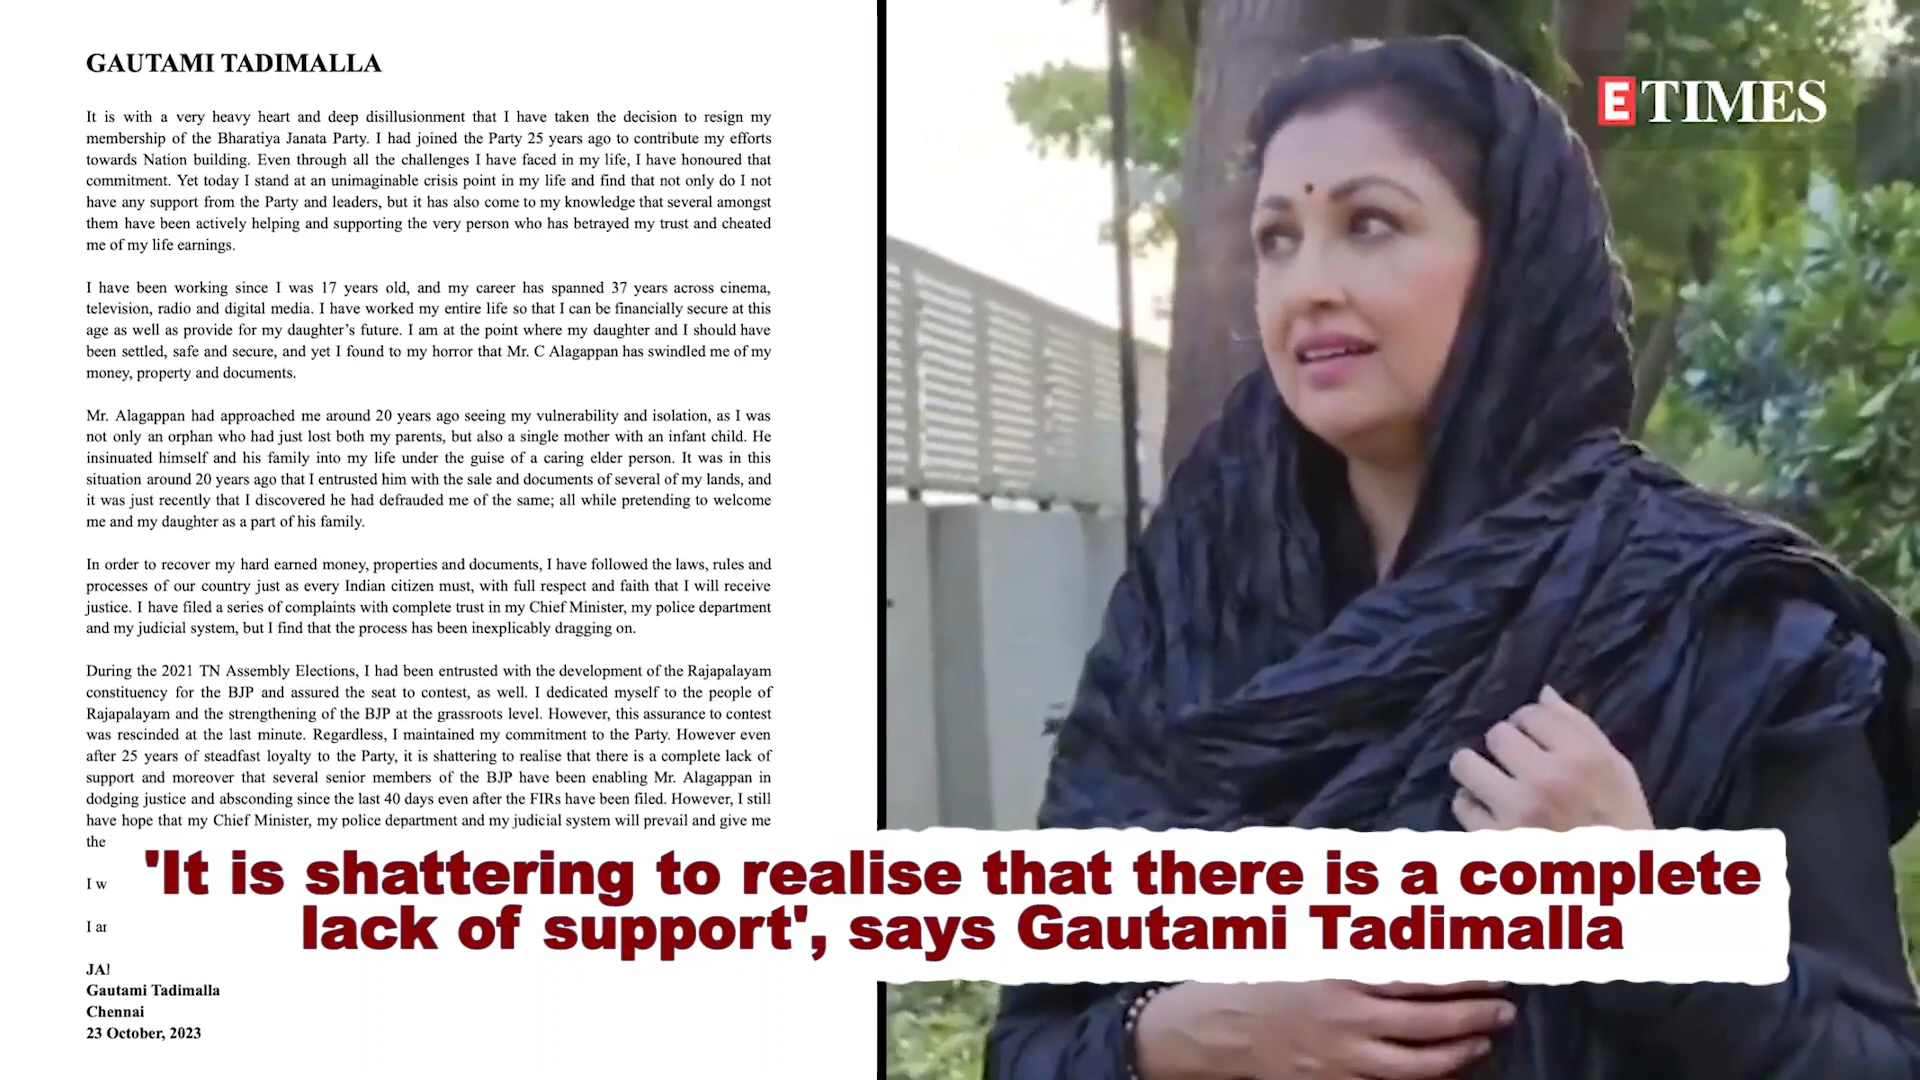 GAUTAMI TADIMALLA
It is with a very heavy heart and deep disillusionment that I have taken the decision to resign my
membership of the Bharatiya Janata Party. I had joined the Party 25 years ago to contribute my efforts
towards Nation building. Even through all the challenges I have faced in my life, I have honoured that
commitment. Yet today I stand at an unimaginable crisis point in my life and find that not only do I not
have any support from the Party and leaders, but it has also come to my knowledge that several amongst
them have been actively helping and supporting the very person who has betrayed my trust and cheated
me of my life earnings.
I have been working since I was 17 years old, and my career has spanned 37 years across cinema,
television, radio and digital media. I have worked my entire life so that I can be financially secure at this
age as well as provide for my daughter's future. I am at the point where my daughter and I should have
been settled, safe and secure, and yet I found to my horror that Mr. C Alagappan has swindled me of my
money, property and documents.
Mr. Alagappan had approached me around 20 years ago seeing my vulnerability and isolation, as I was
not only an orphan who had just lost both my parents, but also a single mother with an infant child. He
insinuated himself and his family into my life under the guise of a caring elder person. It was in this
situation around 20 years ago that I entrusted him with the sale and documents of several of my lands, and
it was just recently that I discovered he had defrauded me of the same; all while pretending to welcome
me and my daughter as a part of his family.
In order to recover my hard earned money, properties and documents, I have followed the laws, rules and
processes of our country just as every Indian citizen must, with full respect and faith that I will receive
justice. I have filed a series of complaints with complete trust in my Chief Minister, my police department
and my judicial system, but I find that the process has been inexplicably dragging on.
During the 2021 TN Assembly Elections, I had been entrusted with the development of the Rajapalayam
constituency for the BJP and assured the seat to contest, as well. I dedicated myself to the people of
Rajapalayam and the strengthening of the BJP at the grassroots level. However, this assurance to contest
was rescinded at the last minute. Regardless, I maintained my commitment to the Party. However even
after 25 years of steadfast loyalty to the Party, it is shattering to realise that there is a complete lack of
support and moreover that several senior members of the BJP have been enabling Mr. Alagappan in
dodging justice and absconding since the last 40 days even after the FIRs have been filed. However, I still
have hope that my Chief Minister, my police department and my judicial system will prevail and give me
the
I w
I
Gautami Tadimalla
Chennai
23 October, 2023
E TIMES
'It is shattering to realise that there is a complete
lack of support', says Gautami Tadimalla